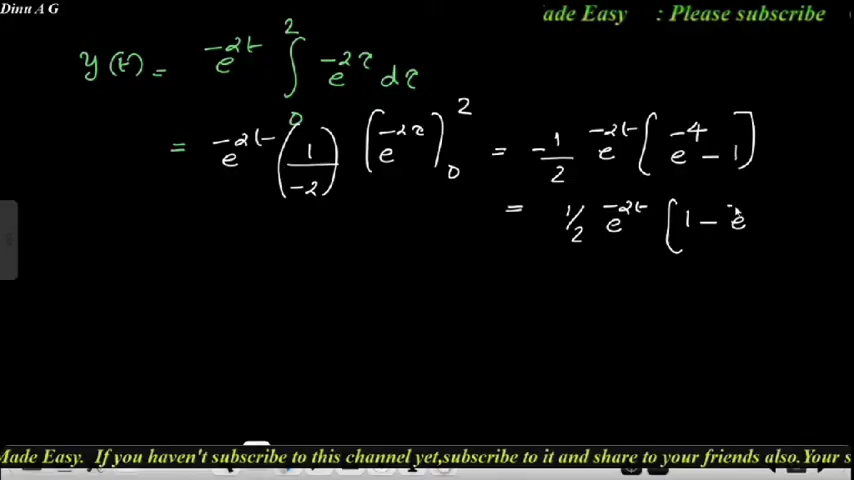 Dinu A G
ade Easy : Please subscribe
y(t) = e^{-2t} ∫_0^2 e^{-2τ} dτ
= e^{-2t} (1/-2) [e^{-2τ}]_0^2 = -1/2 e^{-2t} [e^{-4} - 1]
= 1/2 e^{-2t} [1 - e^-
Made Easy. If you haven't subscribe to this channel yet,subscribe to it and share to your friends also.Your s